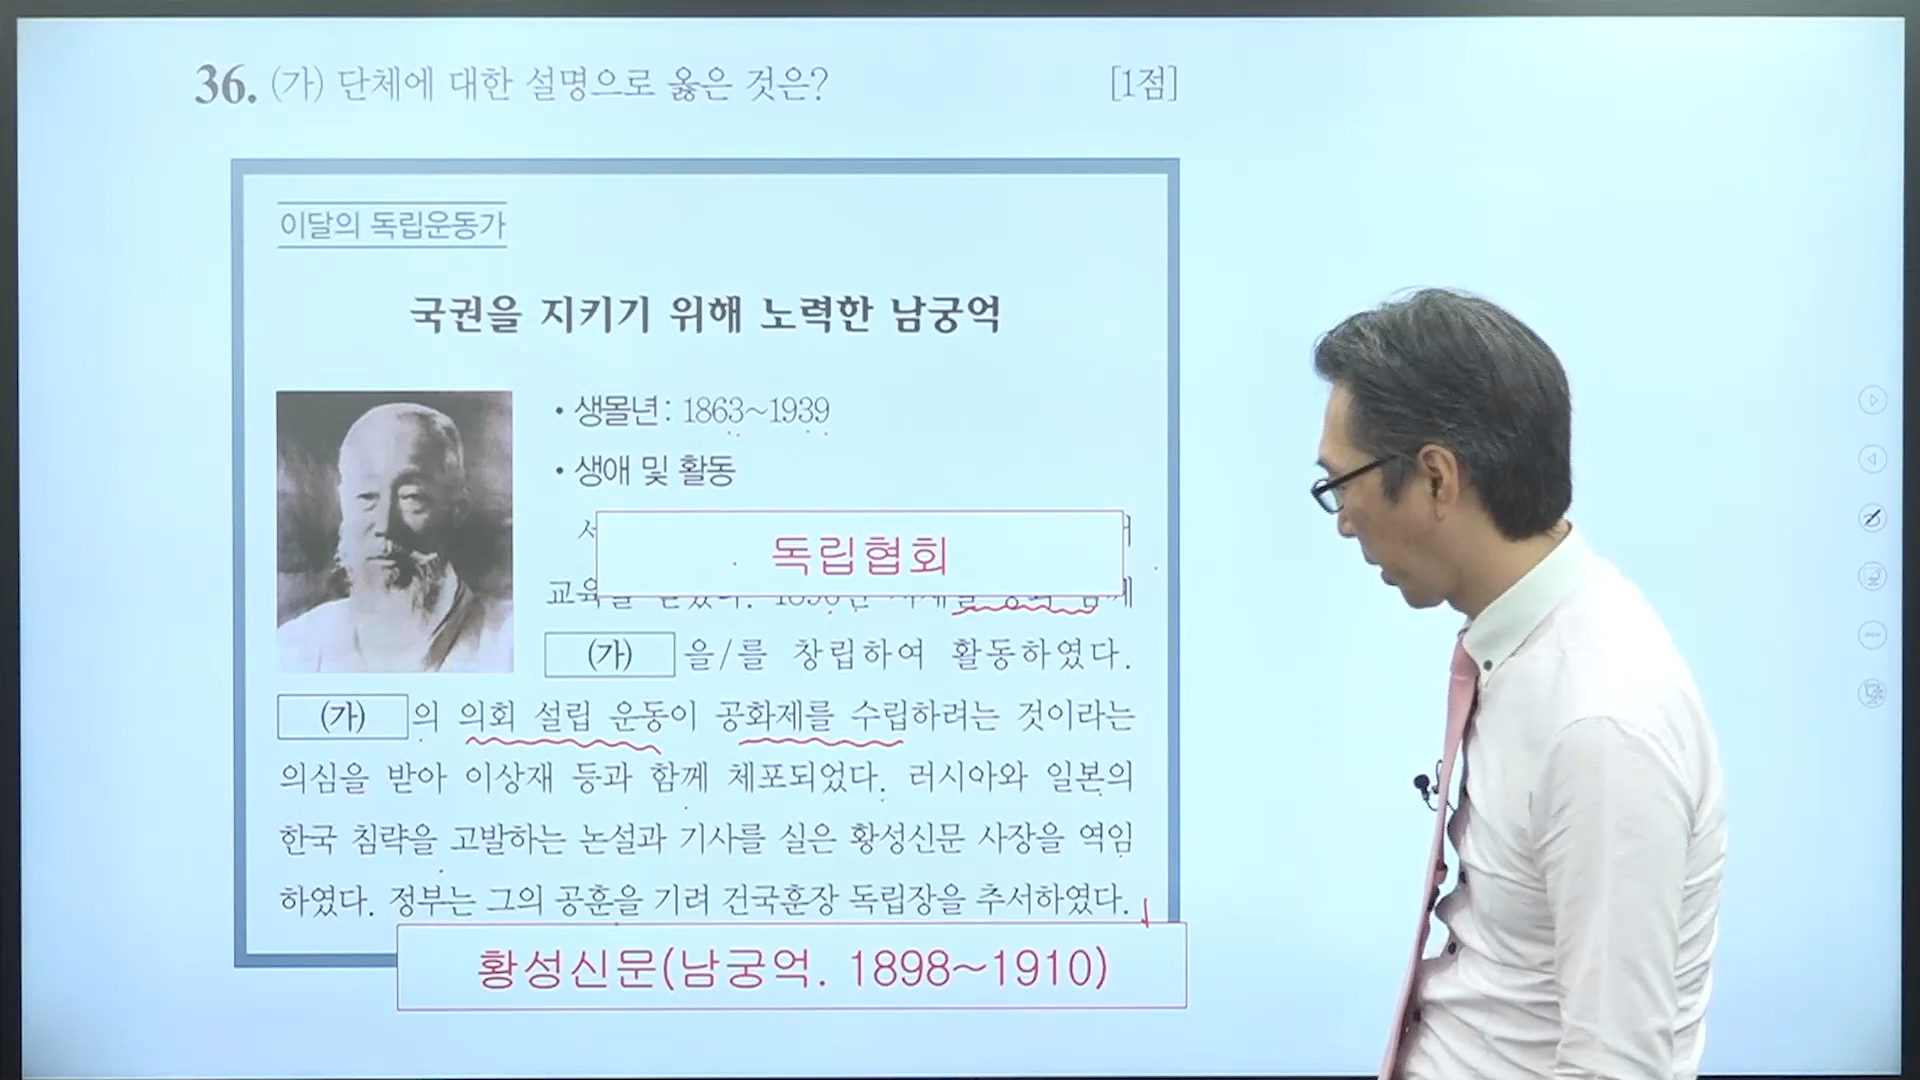 36. (가) 단체에 대한 설명으로 옳은 것은? [1점]
이달의 독립운동가
국권을 지키기 위해 노력한 남궁억
• 생몰년 : 1863~1939
• 생애 및 활동
독립협회
(가) 을/를 창립하여 활동하였다.
(가) 의 의회 설립 운동이 공화제를 수립하려는 것이라는
의심을 받아 이상재 등과 함께 체포되었다. 러시아와 일본의
한국 침략을 고발하는 논설과 기사를 실은 황성신문 사장을 역임
하였다. 정부는 그의 공훈을 기려 건국훈장 독립장을 추서하였다.
황성신문(남궁억. 1898~1910)